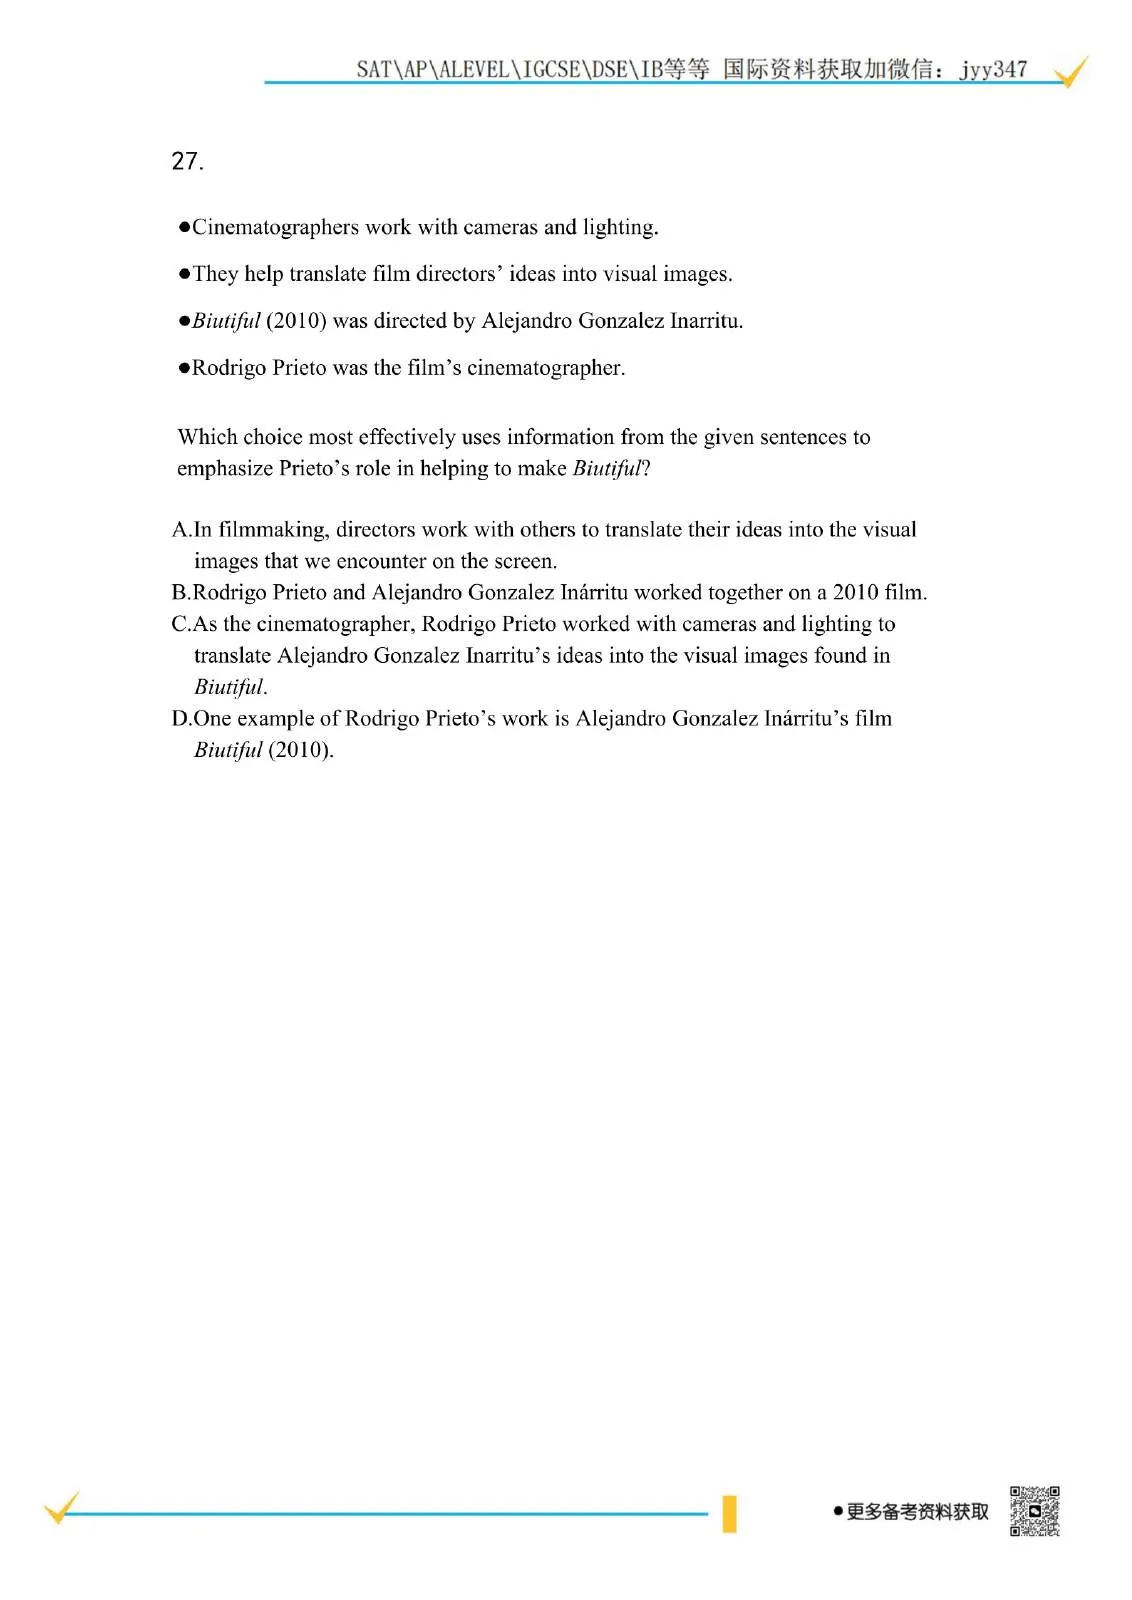 SAT\AP\ALEVEL\IGCSE\DSE\IB等等 国际资料获取加微信：jyy347
27.
●Cinematographers work with cameras and lighting.
●They help translate film directors’ ideas into visual images.
●Biutiful (2010) was directed by Alejandro Gonzalez Inarritu.
●Rodrigo Prieto was the film’s cinematographer.
Which choice most effectively uses information from the given sentences to
emphasize Prieto’s role in helping to make Biutiful?
A.In filmmaking, directors work with others to translate their ideas into the visual
images that we encounter on the screen.
B.Rodrigo Prieto and Alejandro Gonzalez Inárritu worked together on a 2010 film.
C.As the cinematographer, Rodrigo Prieto worked with cameras and lighting to
translate Alejandro Gonzalez Inarritu’s ideas into the visual images found in
Biutiful.
D.One example of Rodrigo Prieto’s work is Alejandro Gonzalez Inárritu’s film
Biutiful (2010).
●更多备考资料获取